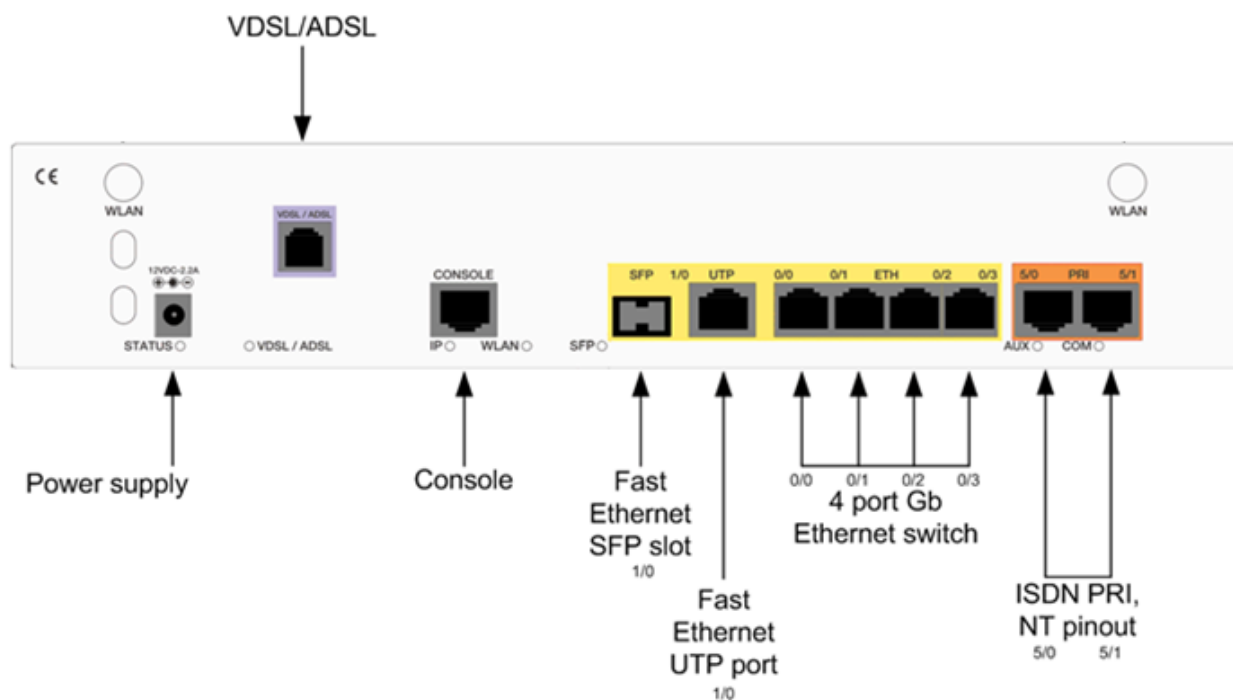 VDSL/ADSL
CE
WLAN
WLAN
VDSL / ADSL
12VDC-2.2A
CONSOLE
SFP 1/0 UTP
0/0 0/1 ETH 0/2 0/3
5/0 PRI 5/1
STATUS
VDSL / ADSL
IP WLAN SFP
AUX COM
Power supply
Console
Fast
Ethernet
SFP slot
1/0
Fast
Ethernet
UTP port
1/0
0/0 0/1 0/2 0/3
4 port Gb
Ethernet switch
ISDN PRI,
NT pinout
5/0 5/1